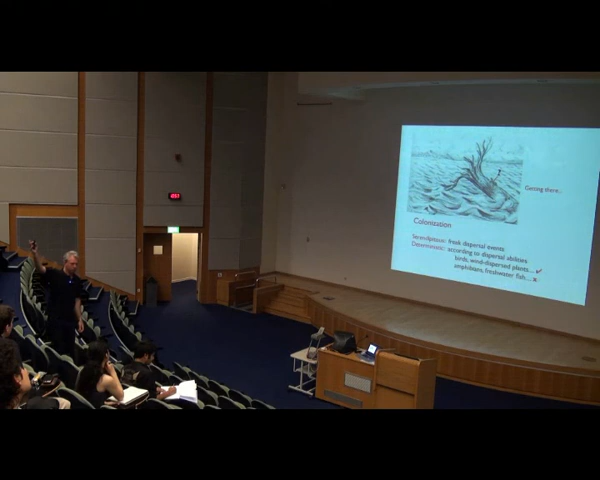 Getting there...
Colonization
Serendipitous: freak dispersal events
Deterministic: according to dispersal abilities
birds, wind-dispersed plants... ✓
amphibians, freshwater fish... ×